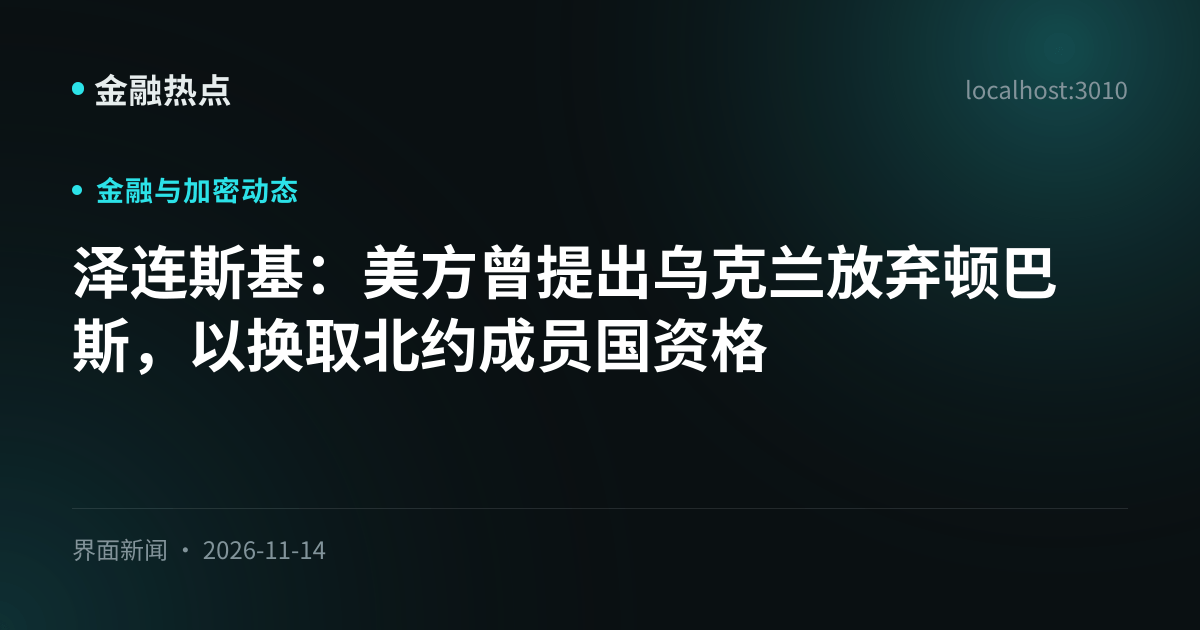 金融热点
localhost:3010
金融与加密动态
泽连斯基：美方曾提出乌克兰放弃顿巴
斯，以换取北约成员国资格
界面新闻 • 2026-11-14